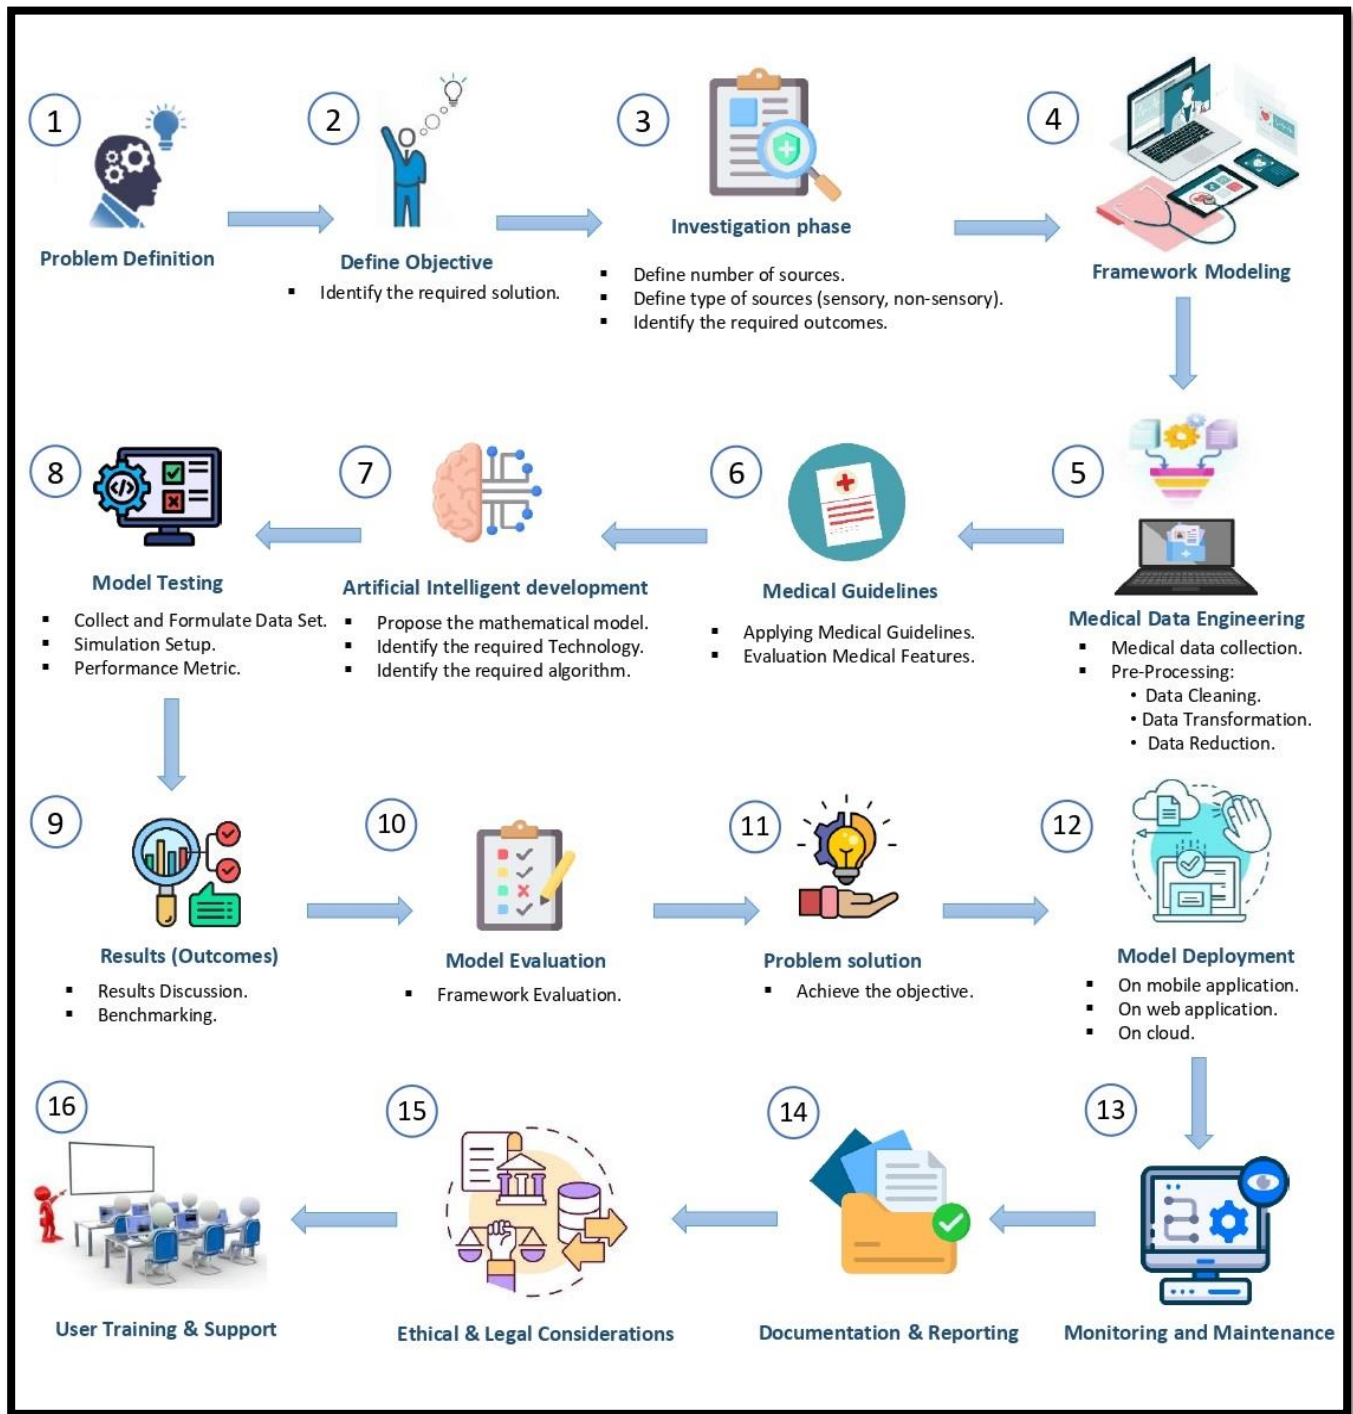 1
Problem Definition
2
Define Objective
▪ Identify the required solution.
3
Investigation phase
▪ Define number of sources.
▪ Define type of sources (sensory, non-sensory).
▪ Identify the required outcomes.
4
Framework Modeling
5
Medical Data Engineering
▪ Medical data collection.
▪ Pre-Processing:
• Data Cleaning.
• Data Transformation.
• Data Reduction.
6
Medical Guidelines
▪ Applying Medical Guidelines.
▪ Evaluation Medical Features.
7
Artificial Intelligent development
▪ Propose the mathematical model.
▪ Identify the required Technology.
▪ Identify the required algorithm.
8
</>
Model Testing
▪ Collect and Formulate Data Set.
▪ Simulation Setup.
▪ Performance Metric.
9
Results (Outcomes)
▪ Results Discussion.
▪ Benchmarking.
10
Model Evaluation
▪ Framework Evaluation.
11
Problem solution
▪ Achieve the objective.
12
Model Deployment
▪ On mobile application.
▪ On web application.
▪ On cloud.
13
Monitoring and Maintenance
14
Documentation & Reporting
15
Ethical & Legal Considerations
16
User Training & Support